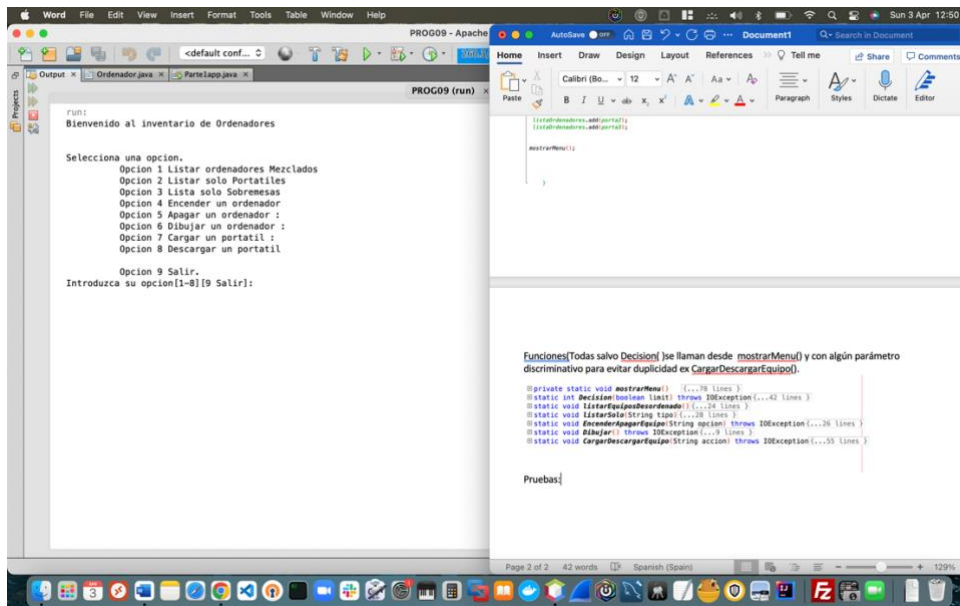 Word File Edit View Insert Format Tools Table Window Help Sun 3 Apr 12:50
PROG09 - Apache
<default conf...
Output × Ordenador.java × Parte1app.java ×
PROG09 (run) ×
Projects
run:
Bienvenido al inventario de Ordenadores
Selecciona una opcion.
Opcion 1 Listar ordenadores Mezclados
Opcion 2 Listar solo Portatiles
Opcion 3 Lista solo Sobremesas
Opcion 4 Encender un ordenador
Opcion 5 Apagar un ordenador :
Opcion 6 Dibujar un ordenador :
Opcion 7 Cargar un portatil :
Opcion 8 Descargar un portatil
Opcion 9 Salir.
Introduzca su opcion[1-8][9 Salir]:
AutoSave OFF ... Document1 Search in Document
Home Insert Draw Design Layout References >> Tell me Share Comments
Paste Calibri (Bo... 12 A A Aa A Paragraph Styles Dictate Editor
B I U ab x, x² A A
listaOrdenadores.add(porta2);
listaOrdenadores.add(porta3);
mostrarMenu();
}
Funciones(Todas salvo Decision( )se llaman desde mostrarMenu() y con algún parámetro
discriminativo para evitar duplicidad ex CargarDescargarEquipo().
private static void mostrarMenu() {...78 lines }
static int Decision(boolean limit) throws IOException {...42 lines }
static void listarEquiposDesordenado() {...24 lines }
static void listarSolo(String tipo) {...28 lines }
static void EncenderApagarEquipo(String opcion) throws IOException {...26 lines }
static void Dibujar() throws IOException {...9 lines }
static void CargarDescargarEquipo(String accion) throws IOException {...55 lines }
Pruebas:
Page 2 of 2 42 words Spanish (Spain) 129%